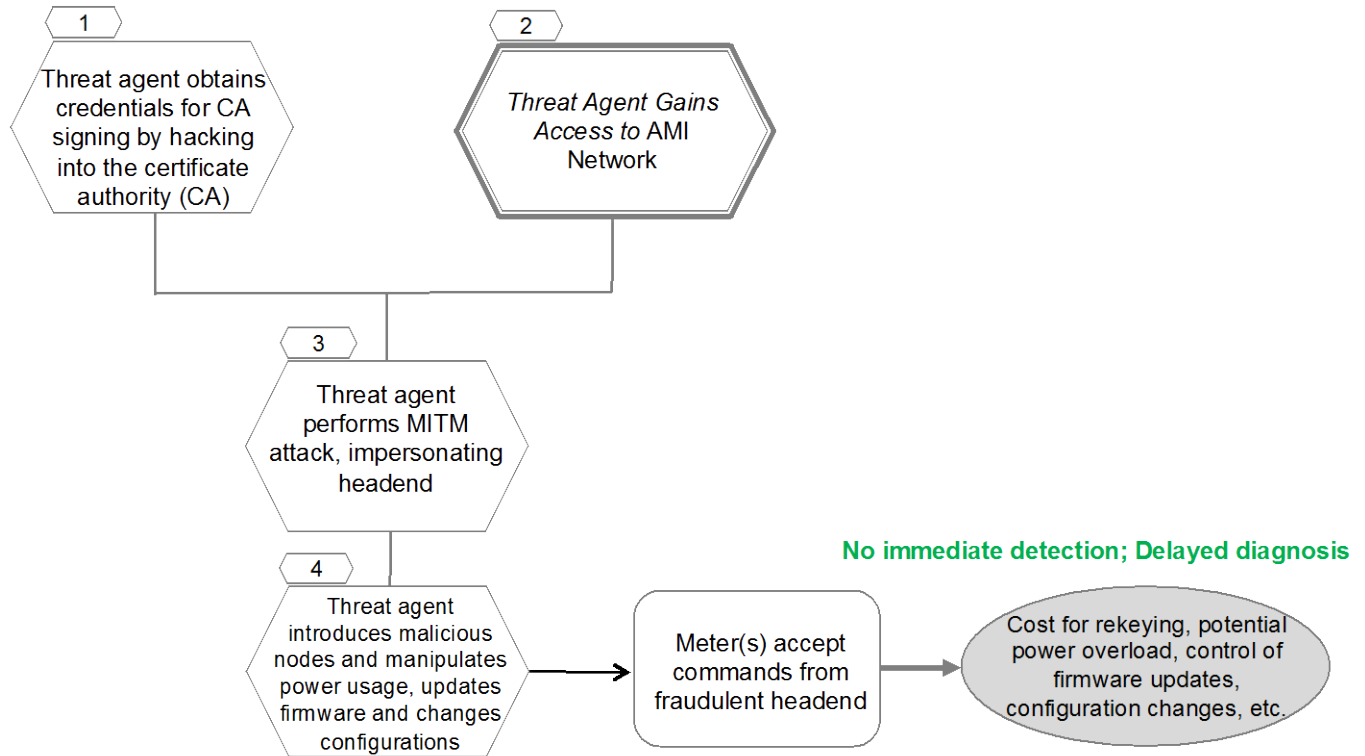 1
Threat agent obtains
credentials for CA
signing by hacking
into the certificate
authority (CA)
2
Threat Agent Gains
Access to AMI
Network
3
Threat agent
performs MITM
attack, impersonating
headend
4
Threat agent
introduces malicious
nodes and manipulates
power usage, updates
firmware and changes
configurations
Meter(s) accept
commands from
fraudulent headend
No immediate detection; Delayed diagnosis
Cost for rekeying, potential
power overload, control of
firmware updates,
configuration changes, etc.